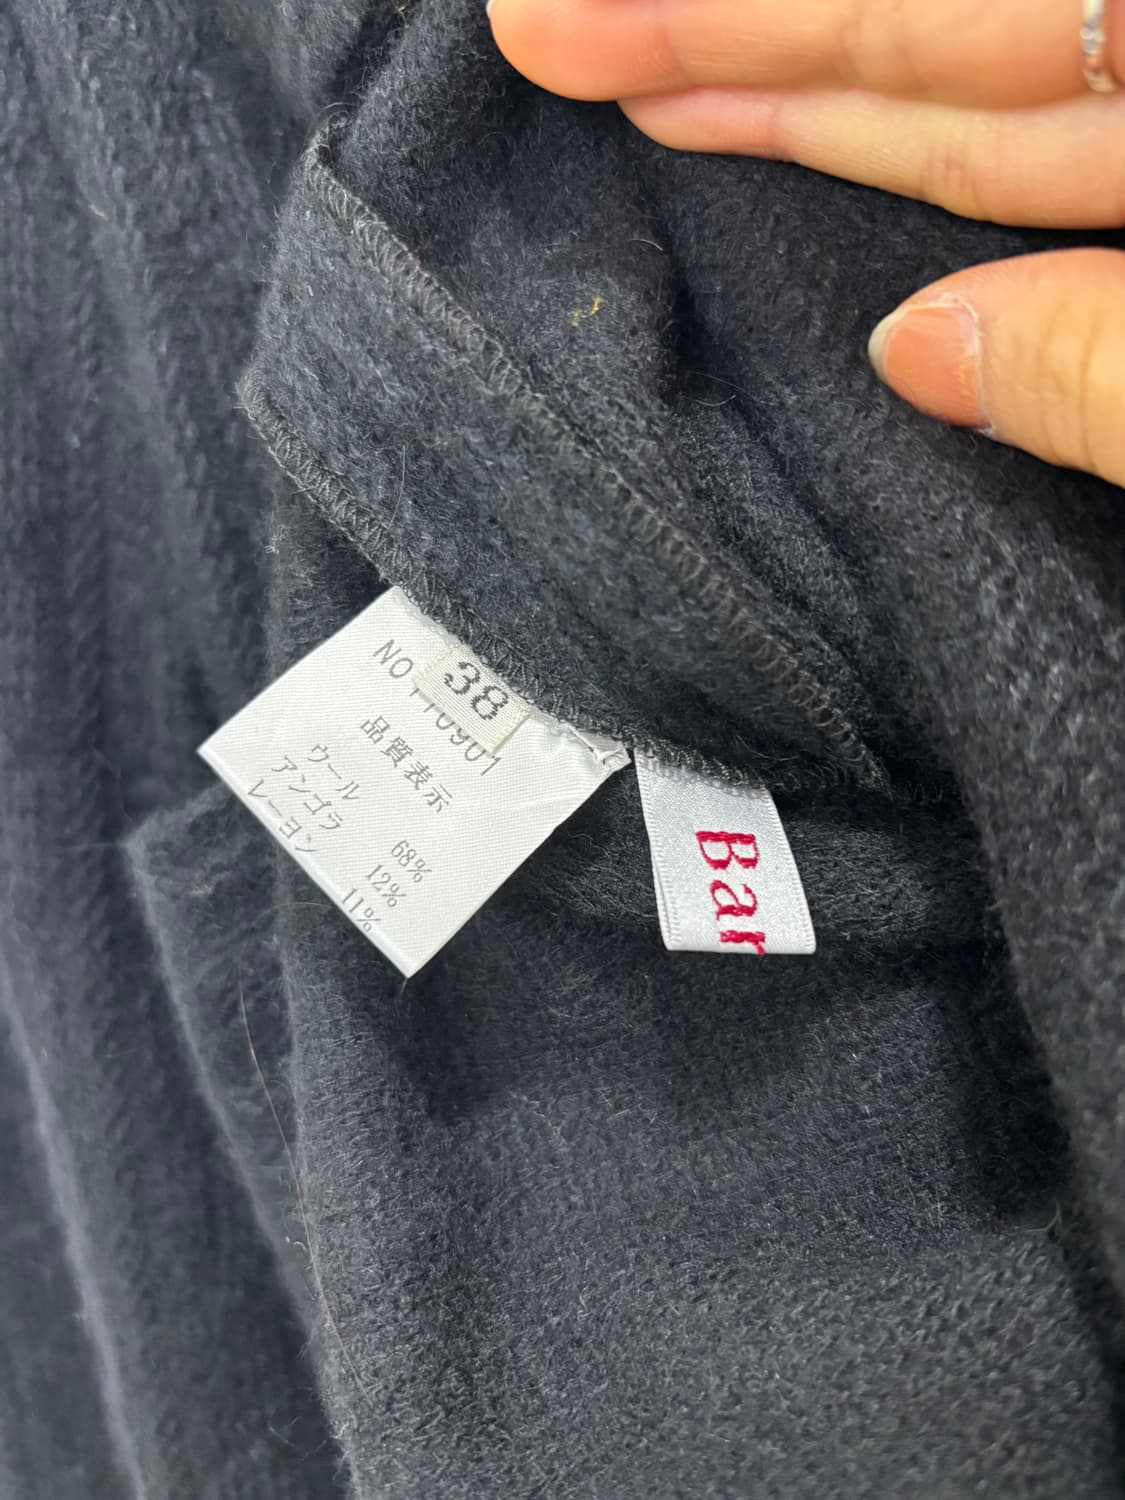 38
品質表示
ウール 68%
アンゴラ 12%
レーヨン 11%
Bar